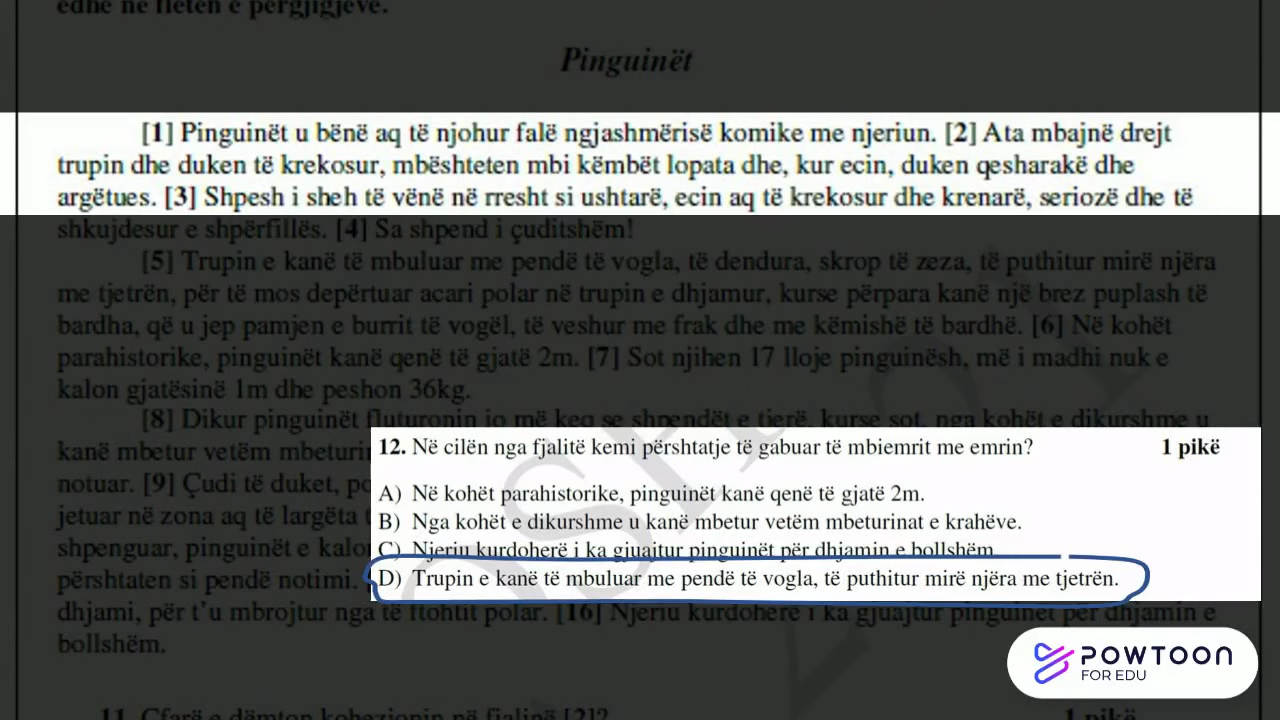 edhe në fletën e përgjigjeve.
Pinguinët
[1] Pinguinët u bënë aq të njohur falë ngjashmërisë komike me njeriun. [2] Ata mbajnë drejt
trupin dhe duken të krekosur, mbështeten mbi këmbët lopata dhe, kur ecin, duken qesharakë dhe
argëtues. [3] Shpesh i sheh të vënë në rresht si ushtarë, ecin aq të krekosur dhe krenarë, seriozë dhe të
shkujdesur e shpërfillës. [4] Sa shpend i çuditshëm!
[5] Trupin e kanë të mbuluar me pendë të vogla, të dendura, skrop të zeza, të puthitur mirë njëra
me tjetrën, për të mos depërtuar acari polar në trupin e dhjamur, kurse përpara kanë një brez puplash të
bardha, që u jep pamjen e burrit të vogël, të veshur me frak dhe me këmishë të bardhë. [6] Në kohët
parahistorike, pinguinët kanë qenë të gjatë 2m. [7] Sot njihen 17 lloje pinguinësh, më i madhi nuk e
kalon gjatësinë 1m dhe peshon 36kg.
[8] Dikur pinguinët fluturonin jo më keq se shpendët e tjerë, kurse sot, nga kohët e dikurshme u
kanë mbetur vetëm
notuar. [9] Çudi të duket,
jetuar në zona aq të largëta
shpenguar, pinguinët e
përshtaten si pendë notimi.
dhjami, për t'u mbrojtur nga të ftohtit polar. [16] Njeriu kurdoherë i ka gjuajtur pinguinët për dhjamin e
bollshëm.
12. Në cilën nga fjalitë kemi përshtatje të gabuar të mbiemrit me emrin? 1 pikë
A) Në kohët parahistorike, pinguinët kanë qenë të gjatë 2m.
B) Nga kohët e dikurshme u kanë mbetur vetëm mbeturinat e krahëve.
C) Njeriu kurdoherë i ka gjuajtur pinguinët për dhjamin e bollshëm.
D) Trupin e kanë të mbuluar me pendë të vogla, të puthitur mirë njëra me tjetrën.
11. Çfarë e dëmton kohezionin në fjalinë [2]? 1 pikë
POWTOON
FOR EDU